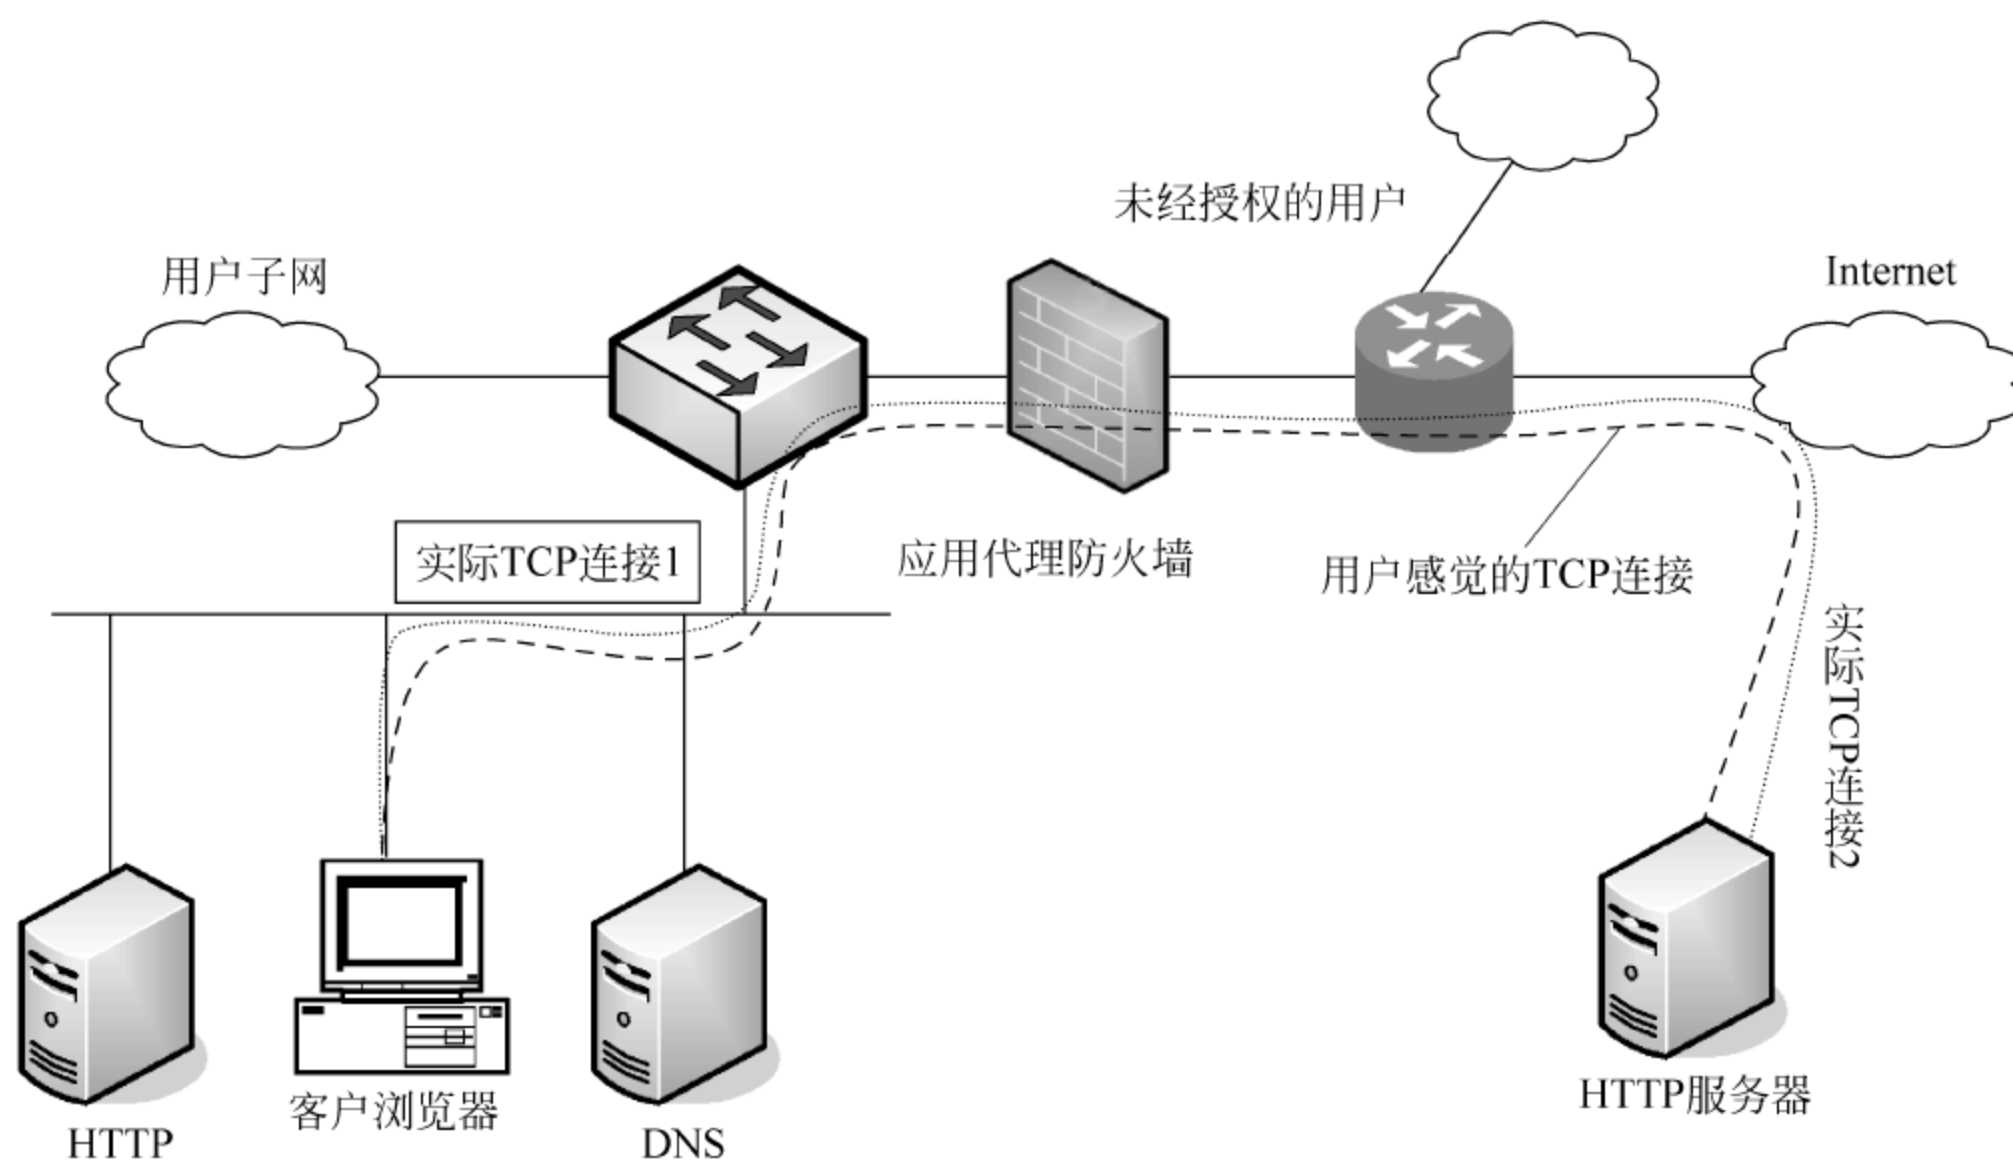 未经授权的用户
用户子网
Internet
实际TCP连接1
应用代理防火墙
用户感觉的TCP连接
实际TCP连接2
HTTP
客户浏览器
DNS
HTTP服务器